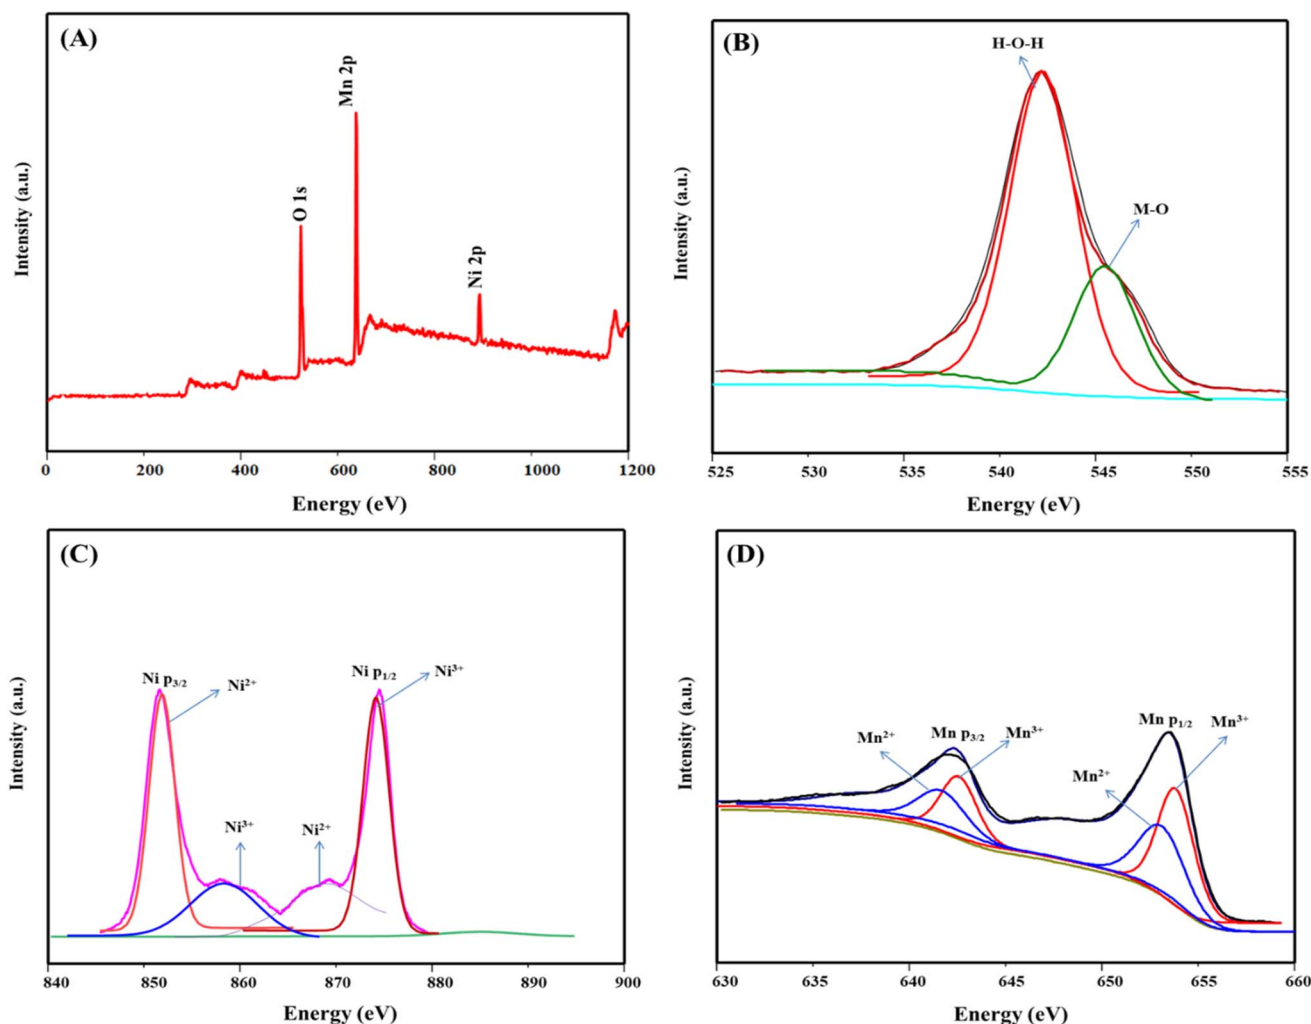 (A)
Intensity (a.u.)
O 1s
Mn 2p
Ni 2p
0 200 400 600 800 1000 1200
Energy (eV)
(B)
Intensity (a.u.)
H-O-H
M-O
525 530 535 540 545 550 555
Energy (eV)
(C)
Intensity (a.u.)
Ni p3/2
Ni2+
Ni3+
Ni2+
Ni p1/2
Ni3+
840 850 860 870 880 890 900
Energy (eV)
(D)
Intensity (a.u.)
Mn2+
Mn p3/2
Mn3+
Mn2+
Mn p1/2
Mn3+
630 635 640 645 650 655 660
Energy (eV)